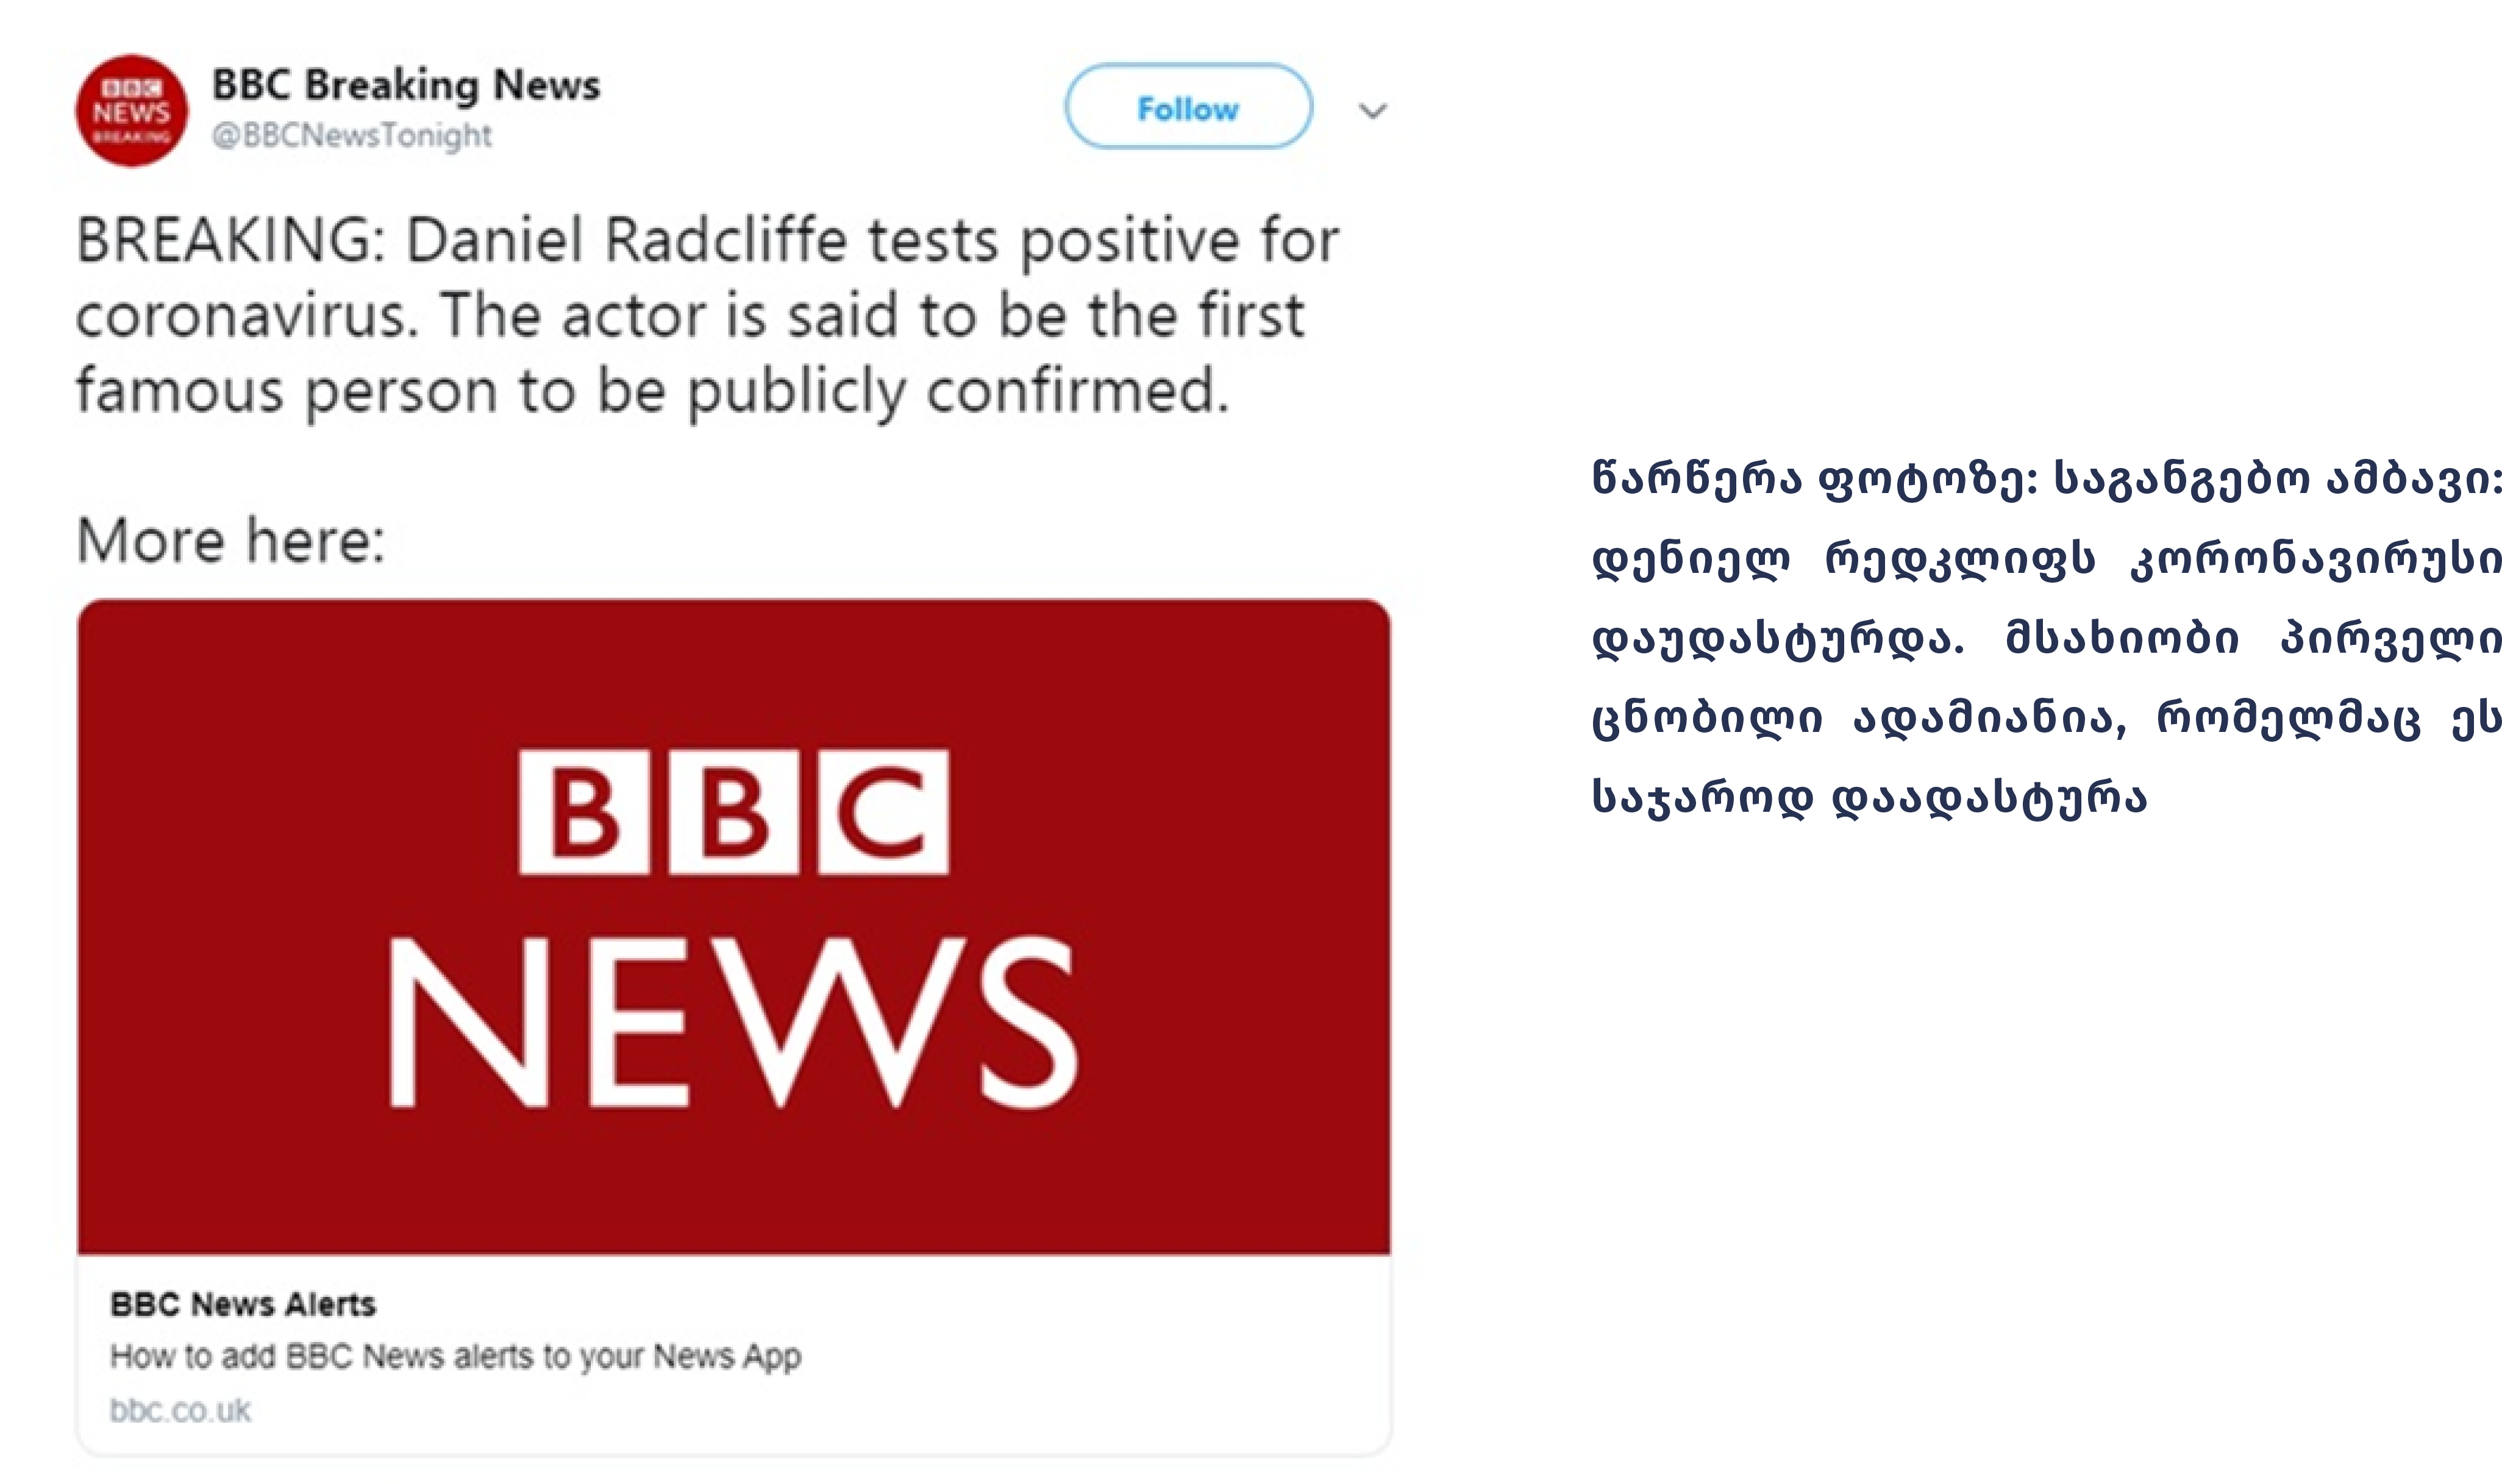 BBC
NEWS
BREAKING
BBC Breaking News
@BBCNewsTonight
Follow
BREAKING: Daniel Radcliffe tests positive for
coronavirus. The actor is said to be the first
famous person to be publicly confirmed.
More here:
BBC
NEWS
BBC News Alerts
How to add BBC News alerts to your News App
bbc.co.uk
წარწერა ფოტოზე: საგანგებო ამბავი:
დენიელ რედკლიფს კორონავირუსი
დაუდასტურდა. მსახიობი პირველი
ცნობილი ადამიანია, რომელმაც ეს
საჯაროდ დაადასტურა